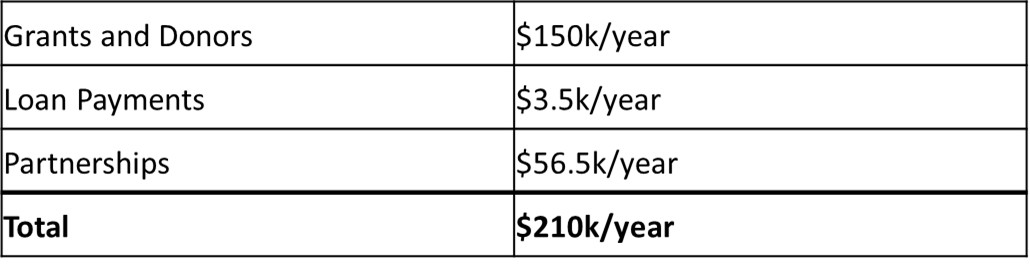 Grants and Donors $150k/year
Loan Payments $3.5k/year
Partnerships $56.5k/year
Total $210k/year